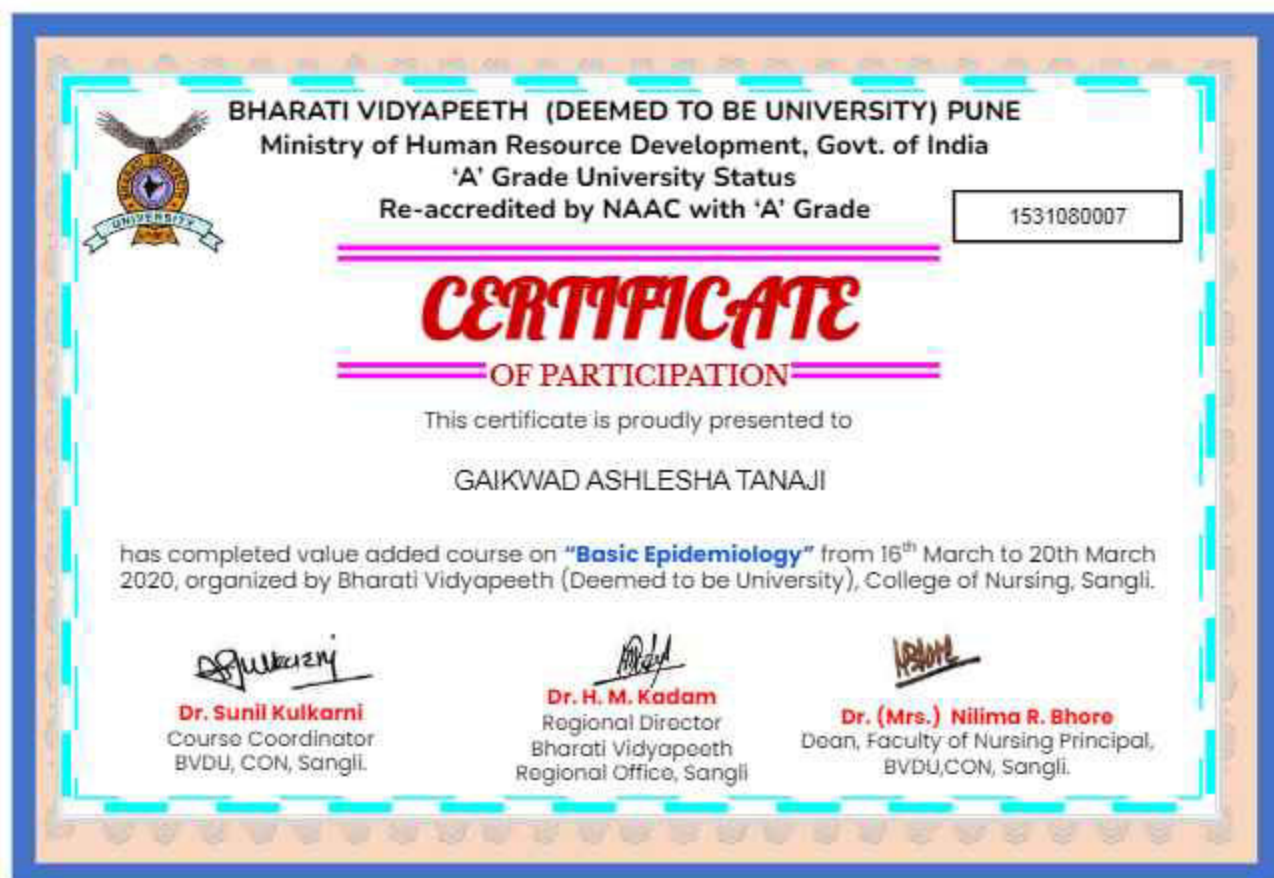 BHARATI VIDYAPEETH (DEEMED TO BE UNIVERSITY) PUNE
Ministry of Human Resource Development, Govt. of India
‘A’ Grade University Status
Re-accredited by NAAC with ‘A’ Grade
1531080007
BHARATI VIDYAPEETH
UNIVERSITY
CERTIFICATE
OF PARTICIPATION
This certificate is proudly presented to
GAIKWAD ASHLESHA TANAJI
has completed value added course on “Basic Epidemiology” from 16th March to 20th March
2020, organized by Bharati Vidyapeeth (Deemed to be University), College of Nursing, Sangli.
Dr. Sunil Kulkarni
Course Coordinator
BVDU, CON, Sangli.
Dr. H. M. Kadam
Regional Director
Bharati Vidyapeeth
Regional Office, Sangli
Dr. (Mrs.) Nilima R. Bhore
Dean, Faculty of Nursing Principal,
BVDU,CON, Sangli.